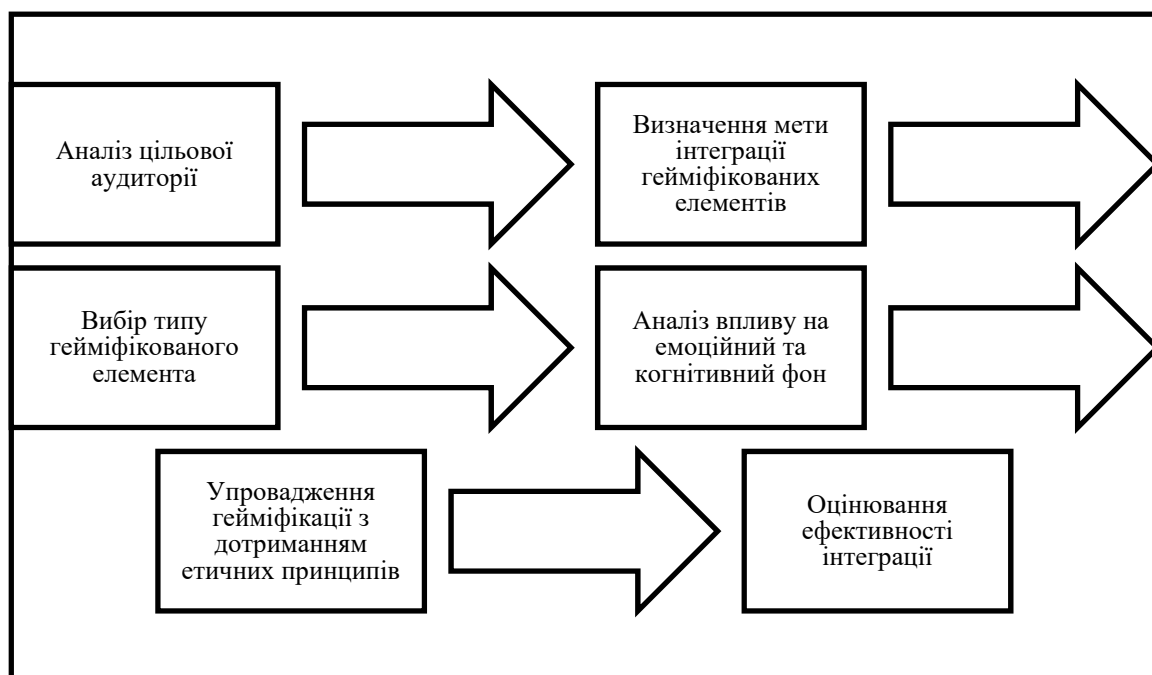 Аналіз цільової
аудиторії
Визначення мети
інтеграції
гейміфікованих
елементів
Вибір типу
гейміфікованого
елемента
Аналіз впливу на
емоційний та
когнітивний фон
Упровадження
гейміфікації з
дотриманням
етичних принципів
Оцінювання
ефективності
інтеграції